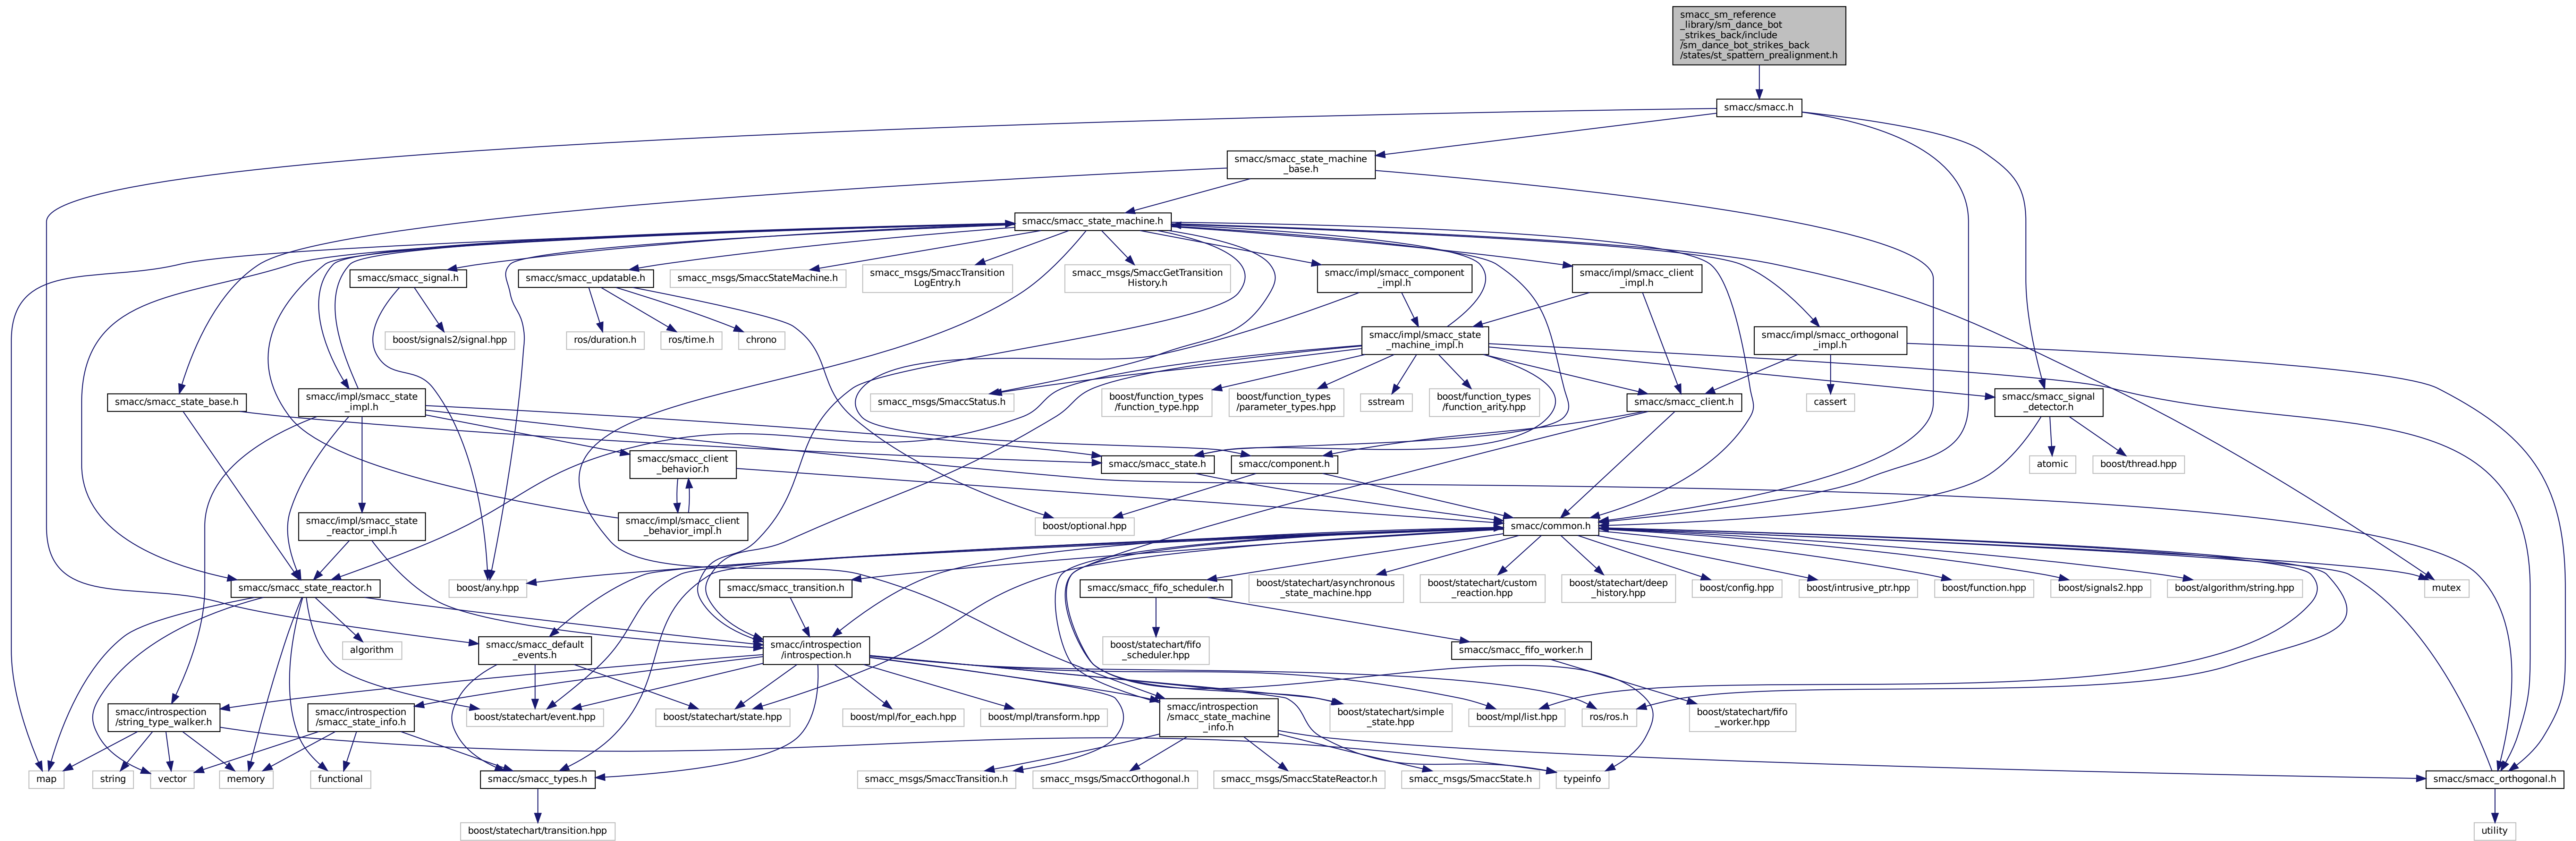 smacc_sm_reference
_library/sm_dance_bot
_strikes_back/include
/sm_dance_bot_strikes_back
/states/st_spattern_prealignment.h
smacc/smacc.h
smacc/smacc_state_machine
_base.h
smacc/smacc_state_machine.h
smacc/smacc_signal.h
smacc/smacc_updatable.h
smacc_msgs/SmaccStateMachine.h
smacc_msgs/SmaccTransition
LogEntry.h
smacc_msgs/SmaccGetTransition
History.h
smacc/impl/smacc_component
_impl.h
smacc/impl/smacc_client
_impl.h
boost/signals2/signal.hpp
ros/duration.h
ros/time.h
chrono
smacc/impl/smacc_state
_machine_impl.h
smacc/impl/smacc_orthogonal
_impl.h
smacc/smacc_state_base.h
smacc/impl/smacc_state
_impl.h
smacc_msgs/SmaccStatus.h
boost/function_types
/function_type.hpp
boost/function_types
/parameter_types.hpp
sstream
boost/function_types
/function_arity.hpp
smacc/smacc_client.h
cassert
smacc/smacc_signal
_detector.h
smacc/smacc_client
_behavior.h
smacc/smacc_state.h
smacc/component.h
atomic
boost/thread.hpp
smacc/impl/smacc_state
_reactor_impl.h
smacc/impl/smacc_client
_behavior_impl.h
boost/optional.hpp
smacc/common.h
smacc/smacc_state_reactor.h
boost/any.hpp
smacc/smacc_transition.h
smacc/smacc_fifo_scheduler.h
boost/statechart/asynchronous
_state_machine.hpp
boost/statechart/custom
_reaction.hpp
boost/statechart/deep
_history.hpp
boost/config.hpp
boost/intrusive_ptr.hpp
boost/function.hpp
boost/signals2.hpp
boost/algorithm/string.hpp
mutex
algorithm
smacc/smacc_default
_events.h
smacc/introspection
/introspection.h
boost/statechart/fifo
_scheduler.hpp
smacc/smacc_fifo_worker.h
smacc/introspection
/string_type_walker.h
smacc/introspection
/smacc_state_info.h
boost/statechart/event.hpp
boost/statechart/state.hpp
boost/mpl/for_each.hpp
boost/mpl/transform.hpp
smacc/introspection
/smacc_state_machine
_info.h
boost/statechart/simple
_state.hpp
boost/mpl/list.hpp
ros/ros.h
boost/statechart/fifo
_worker.hpp
map
string
vector
memory
functional
smacc/smacc_types.h
smacc_msgs/SmaccTransition.h
smacc_msgs/SmaccOrthogonal.h
smacc_msgs/SmaccStateReactor.h
smacc_msgs/SmaccState.h
typeinfo
smacc/smacc_orthogonal.h
boost/statechart/transition.hpp
utility